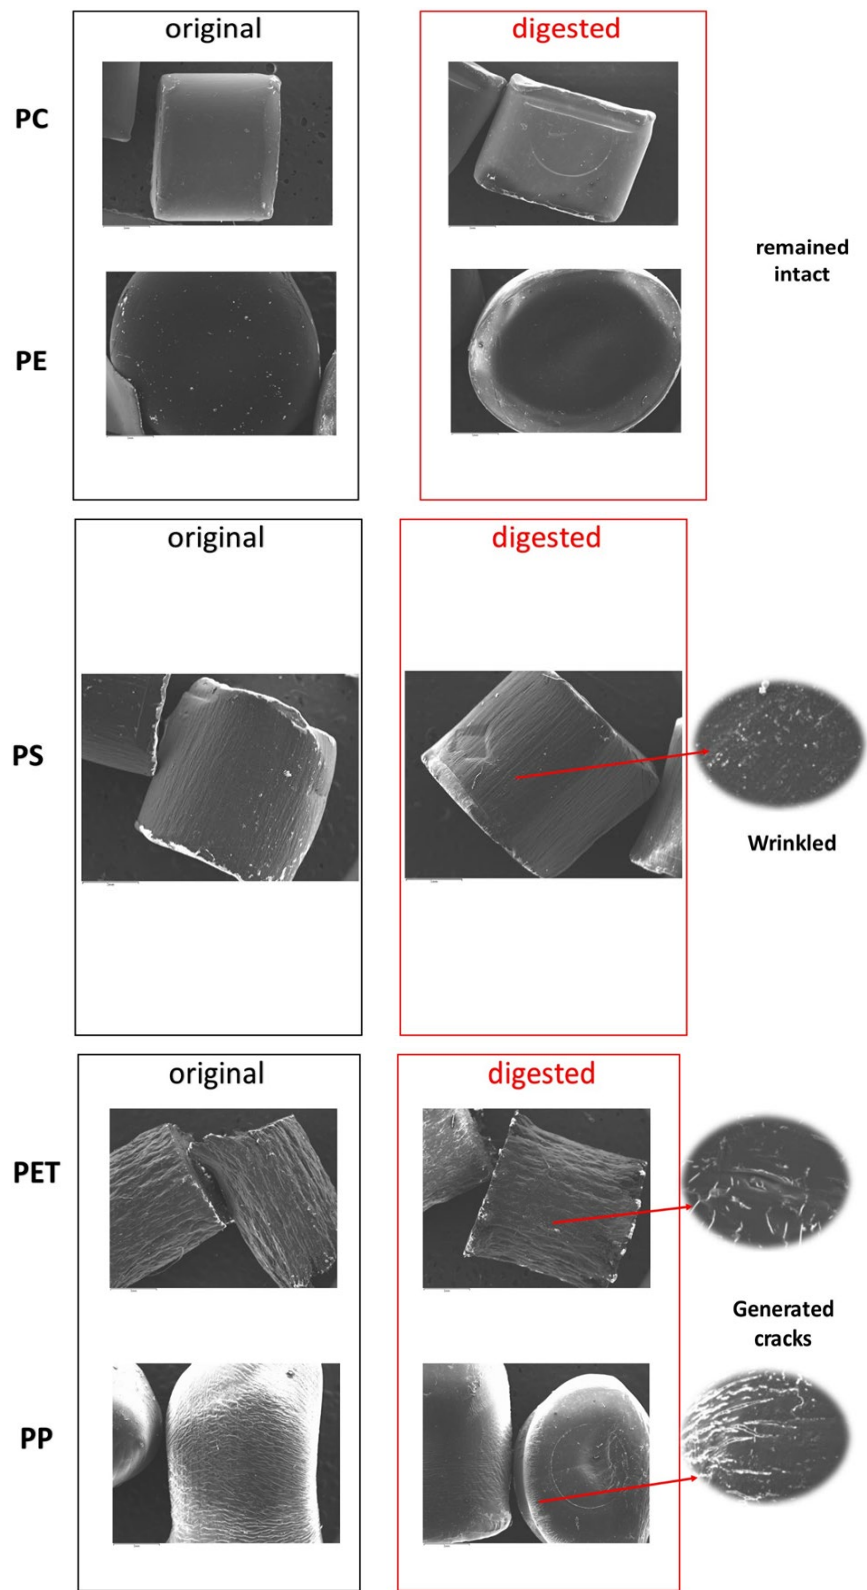 original
digested
PC
remained
intact
PE
original
digested
PS
Wrinkled
original
digested
PET
Generated
cracks
PP